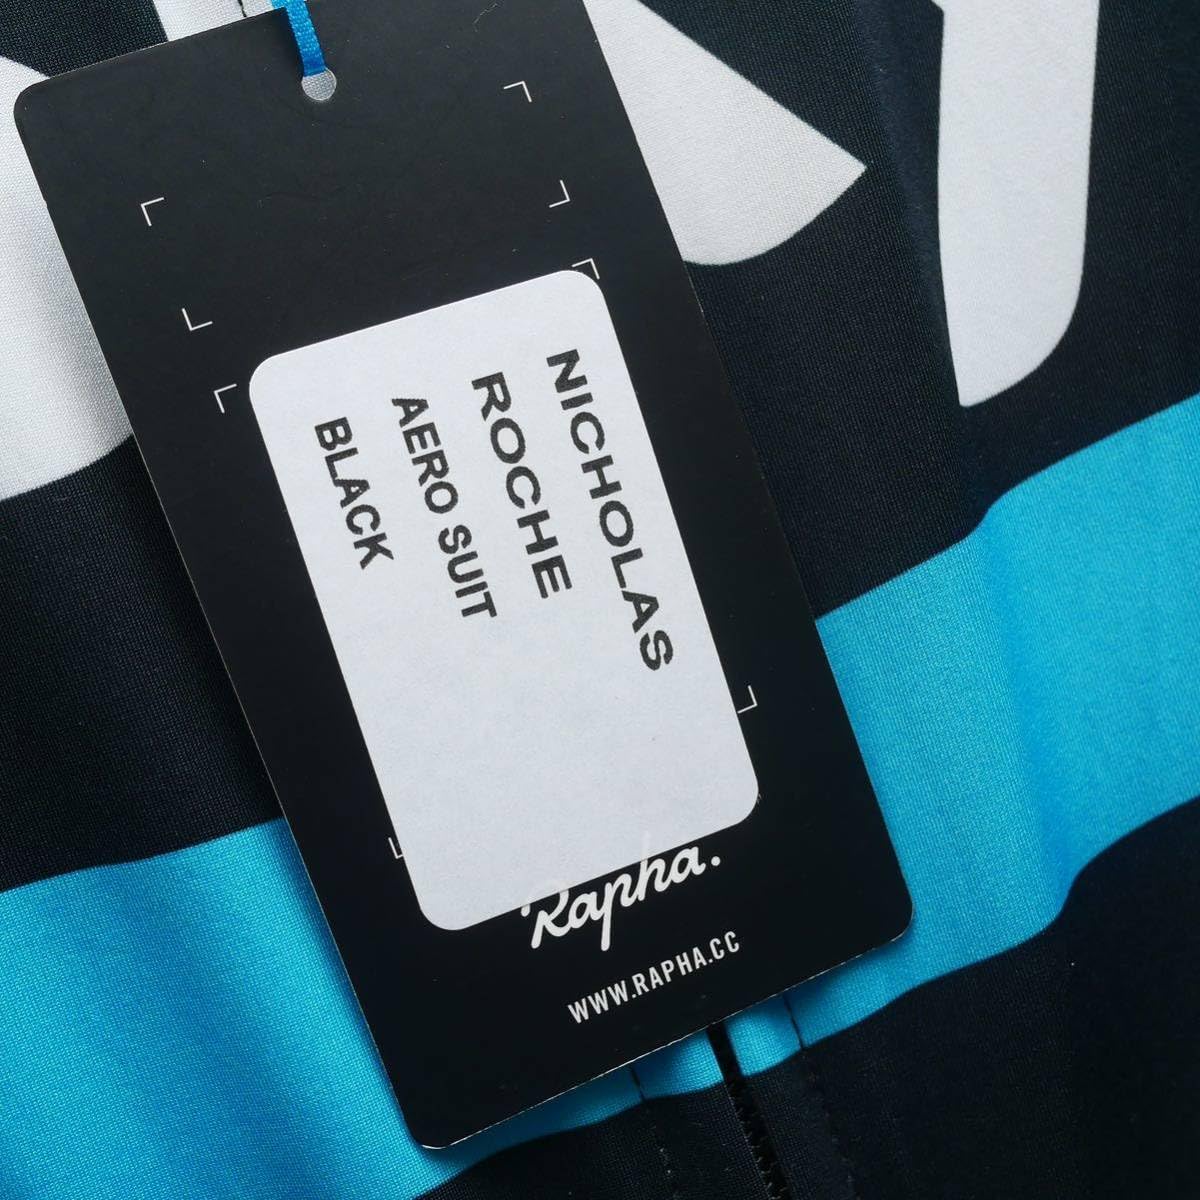 NICHOLAS
ROCHE
AERO SUIT
BLACK
Rapha.
WWW.RAPHA.CC